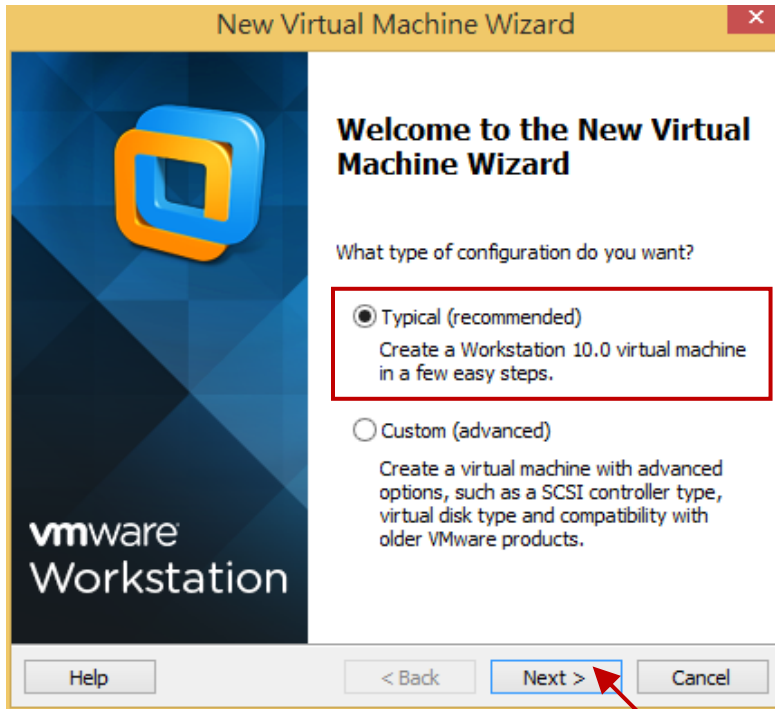 New Virtual Machine Wizard
Welcome to the New Virtual
Machine Wizard
What type of configuration do you want?
Typical (recommended)
Create a Workstation 10.0 virtual machine
in a few easy steps.
Custom (advanced)
Create a virtual machine with advanced
options, such as a SCSI controller type,
virtual disk type and compatibility with
older VMware products.
vmware
Workstation
Help
< Back
Next >
Cancel